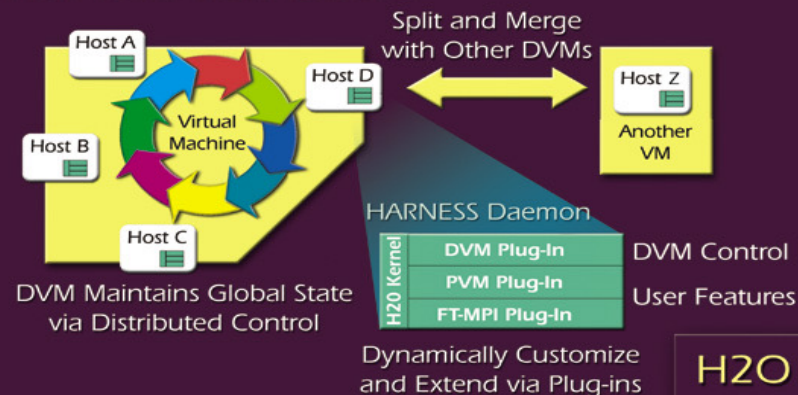 Split and Merge
with Other DVMs
Host A
Host D
Host Z
Virtual
Machine
Another
VM
Host B
Host C
HARNESS Daemon
H20 Kernel
DVM Plug-In
PVM Plug-In
FT-MPI Plug-In
DVM Control
User Features
DVM Maintains Global State
via Distributed Control
Dynamically Customize
and Extend via Plug-ins
H2O